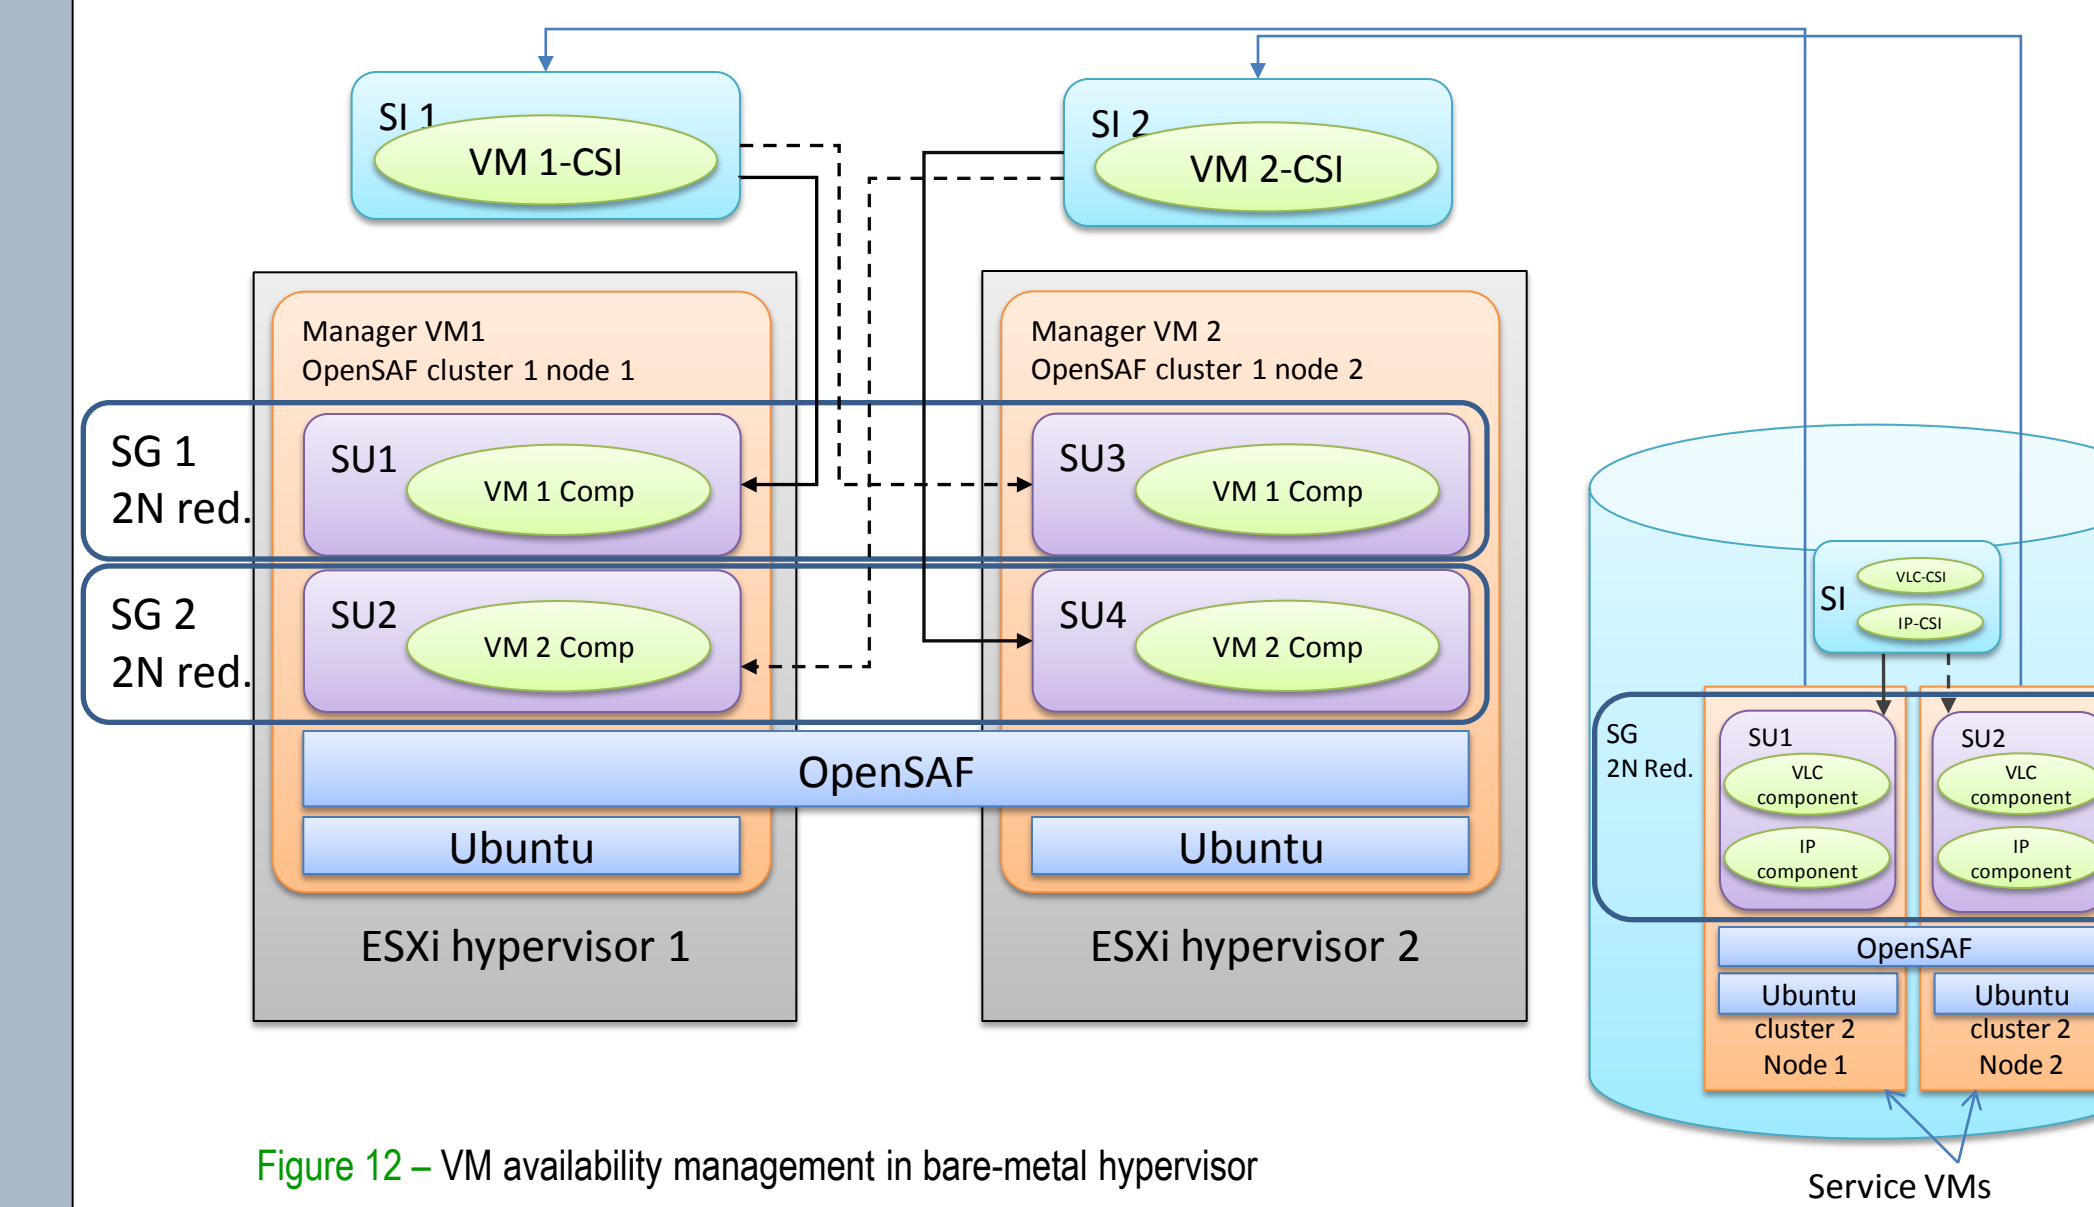 SI 1
VM 1-CSI
SI 2
VM 2-CSI
Manager VM1
OpenSAF cluster 1 node 1
Manager VM 2
OpenSAF cluster 1 node 2
SG 1
2N red.
SU1
VM 1 Comp
SU3
VM 1 Comp
SG 2
2N red.
SU2
VM 2 Comp
SU4
VM 2 Comp
OpenSAF
Ubuntu
Ubuntu
ESXi hypervisor 1
ESXi hypervisor 2
SI
VLC-CSI
IP-CSI
SG
2N Red.
SU1
VLC
component
IP
component
SU2
VLC
component
IP
component
OpenSAF
Ubuntu
cluster 2
Node 1
Ubuntu
cluster 2
Node 2
Service VMs
Figure 12 – VM availability management in bare-metal hypervisor